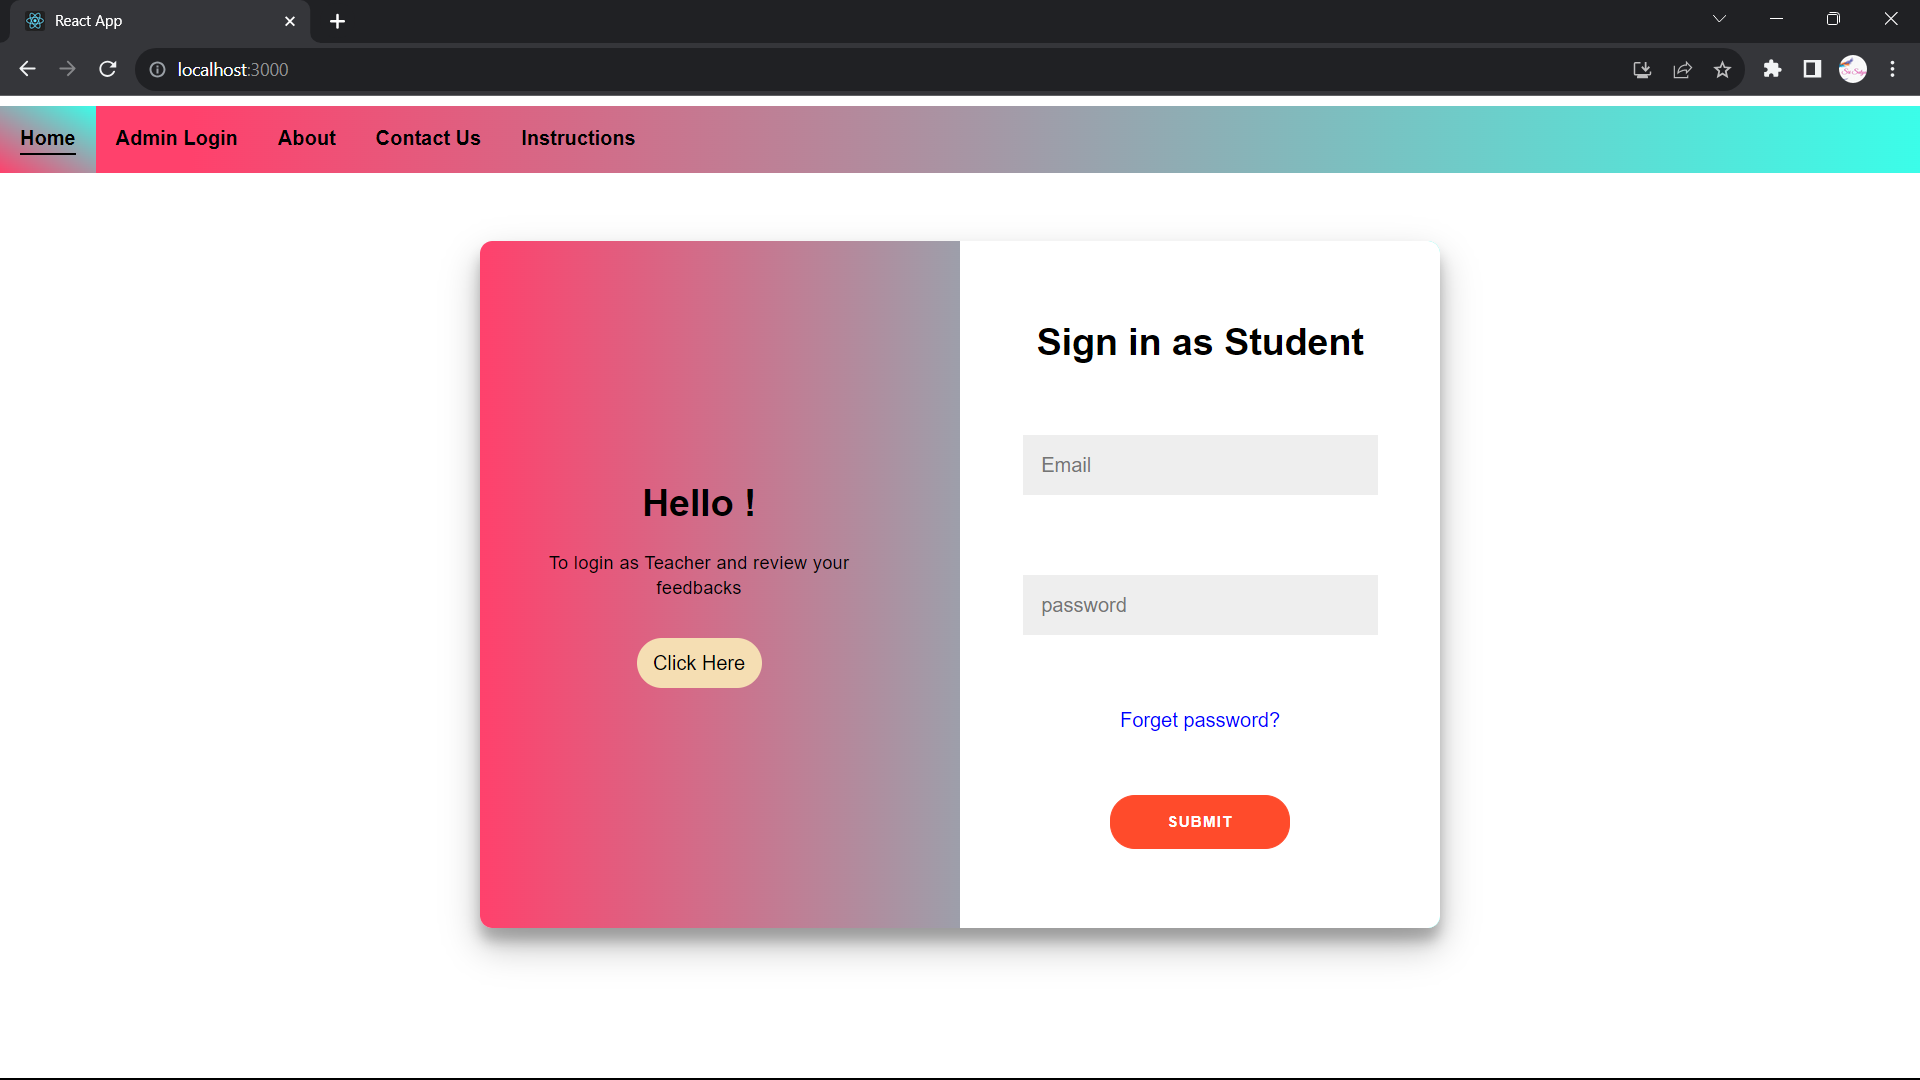 React App
localhost:3000
Home Admin Login About Contact Us Instructions
Hello !
To login as Teacher and review your
feedbacks
Click Here
Sign in as Student
Email
password
Forget password?
SUBMIT